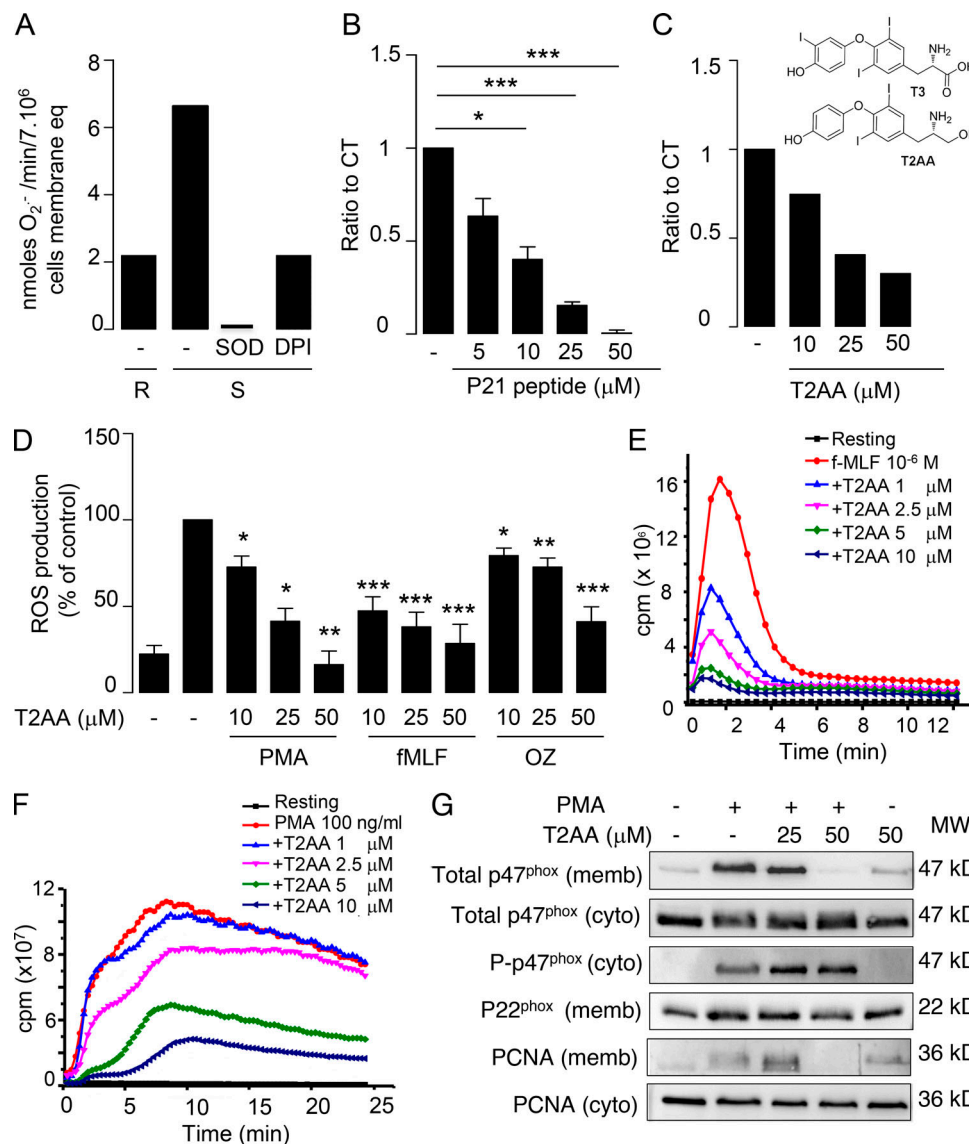 A
nmoles O2.- /min/7.10^6
cells membrane eq
8
6
4
2
0
-
-
SOD
DPI
R
S
B
Ratio to CT
1.5
1
0.5
0
***
***
*
-
5
10
25
50
P21 peptide (µM)
C
Ratio to CT
1.5
1
0.5
0
I
O
I
HO
I
NH2
OH
O
T3
I
O
HO
I
NH2
T2AA
-
10
25
50
T2AA (µM)
D
ROS production
(% of control)
150
100
50
0
*
*
**
***
***
***
*
**
***
T2AA (µM)
-
-
10
25
50
10
25
50
10
25
50
PMA
fMLF
OZ
E
Resting
f-MLF 10-6 M
+T2AA 1 µM
+T2AA 2.5 µM
+T2AA 5 µM
+T2AA 10 µM
cpm (x 10^6)
16
12
8
4
0
0 2 4 6 8 10 12
Time (min)
F
Resting
PMA 100 ng/ml
+T2AA 1 µM
+T2AA 2.5 µM
+T2AA 5 µM
+T2AA 10 µM
cpm (x10^7)
12
9
6
3
0
0 5 10 15 20 25
Time (min)
G
PMA - + + + -
T2AA (µM) - - 25 50 50 MW
Total p47phox (memb) 47 kD
Total p47phox (cyto) 47 kD
P-p47phox (cyto) 47 kD
P22phox (memb) 22 kD
PCNA (memb) 36 kD
PCNA (cyto) 36 kD